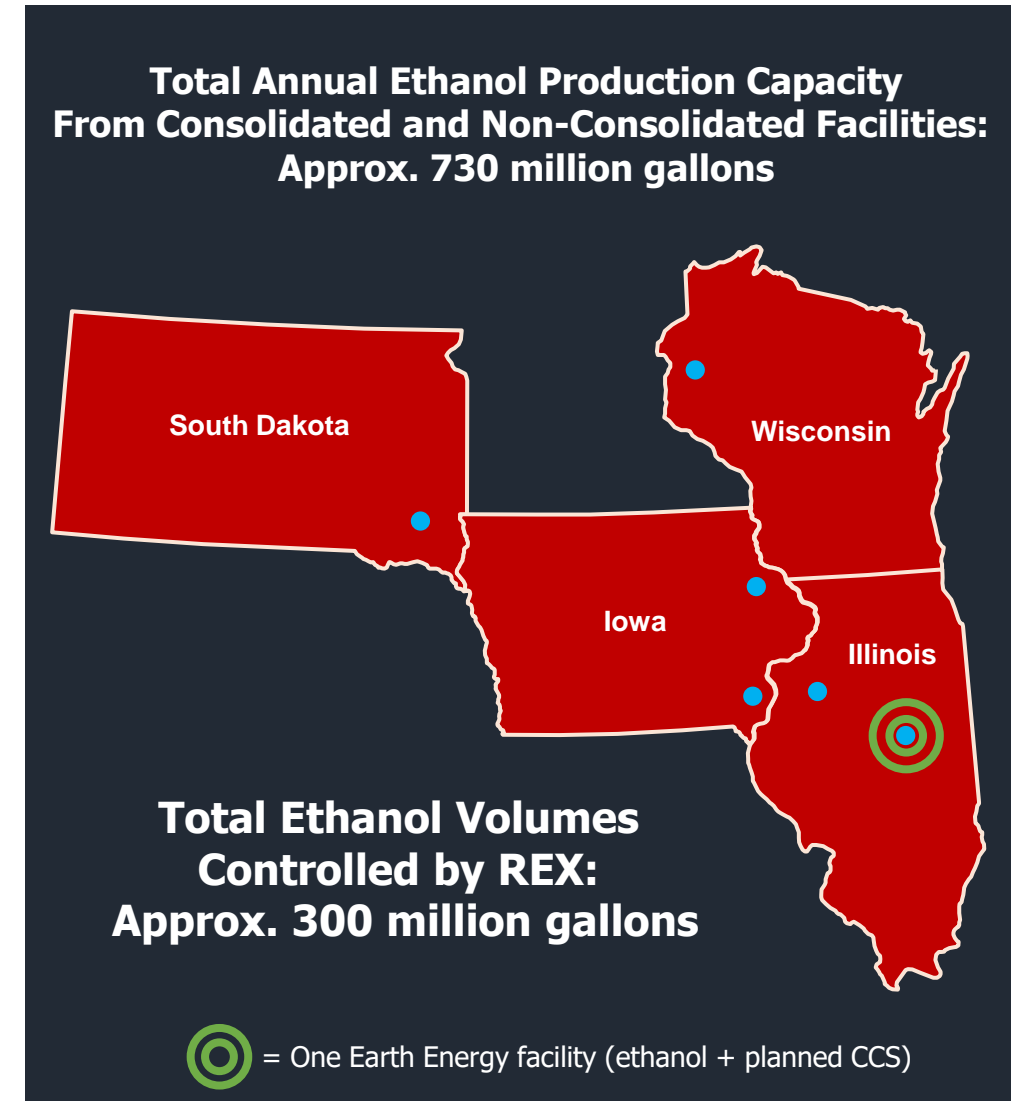 Total Annual Ethanol Production Capacity
From Consolidated and Non-Consolidated Facilities:
Approx. 730 million gallons
South Dakota
Wisconsin
Iowa
Illinois
Total Ethanol Volumes
Controlled by REX:
Approx. 300 million gallons
= One Earth Energy facility (ethanol + planned CCS)